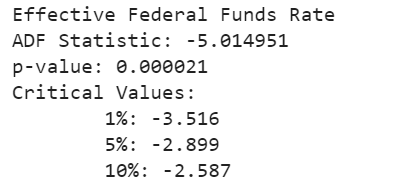 Effective Federal Funds Rate
ADF Statistic: -5.014951
p-value: 0.000021
Critical Values:
1%: -3.516
5%: -2.899
10%: -2.587